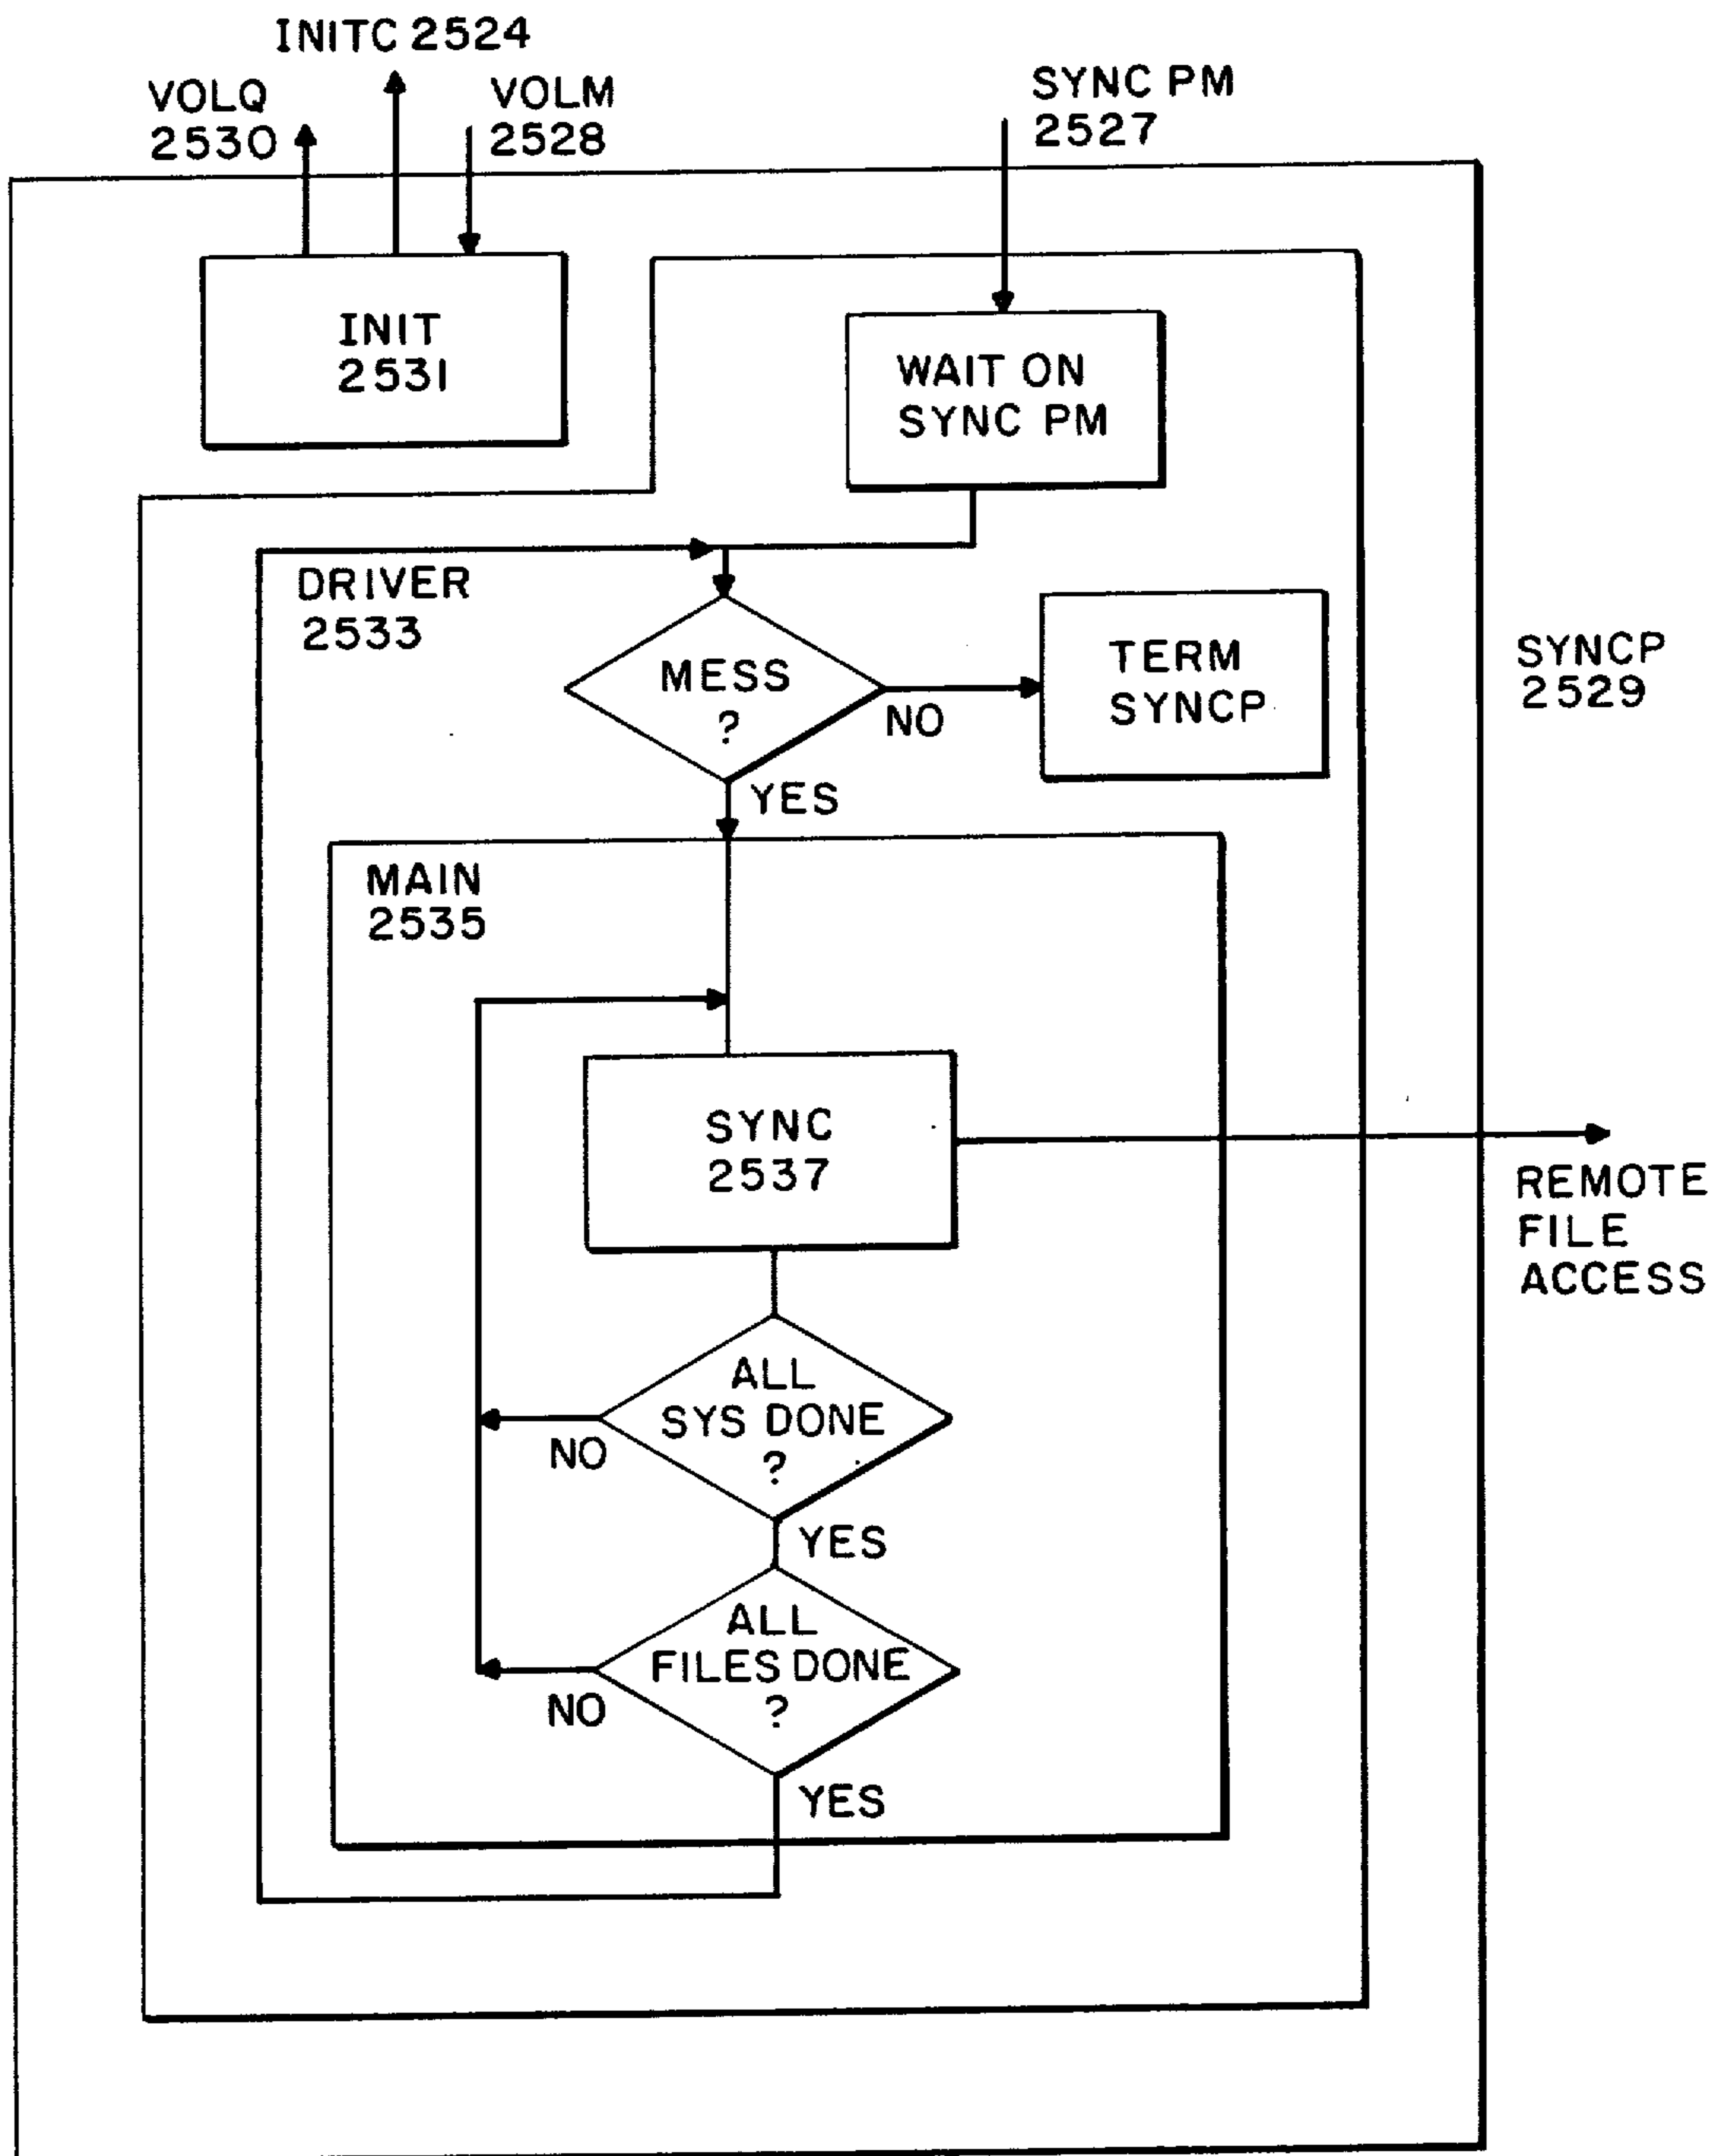 INITC 2524
VOLQ
2530
VOLM
2528
SYNC PM
2527
INIT
2531
WAIT ON
SYNC PM
DRIVER
2533
MESS
?
NO
YES
TERM
SYNCP
SYNCP
2529
MAIN
2535
SYNC
2537
REMOTE
FILE
ACCESS
ALL
SYS DONE
?
NO
YES
ALL
FILES DONE
?
NO
YES